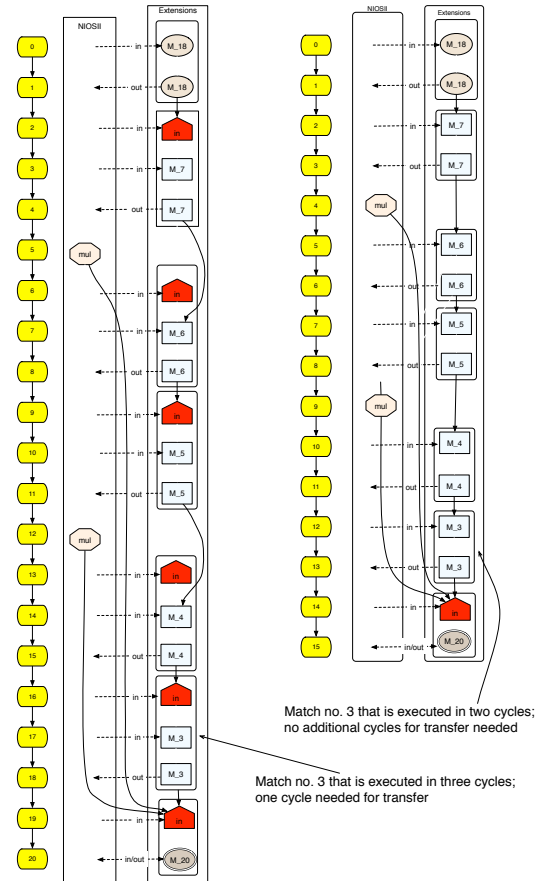 NIOSII Extensions
0 in M_18
1 out M_18
2 in in
3 in M_7
4 out M_7
5 mul
6 in in
7 in M_6
8 out M_6
9 in in
10 in M_5
11 out M_5
12 mul
13 in in
14 in M_4
15 out M_4
16 in in
17 in M_3
18 out M_3
19 in in
20 in/out M_20
NIOSII Extensions
0 in M_18
1 out M_18
2 in M_7
3 out M_7
4 mul
5 in M_6
6 out M_6
7 in M_5
8 out M_5
9 mul
10 in M_4
11 out M_4
12 in M_3
13 out M_3
14 in in
15 in/out M_20
Match no. 3 that is executed in two cycles;
no additional cycles for transfer needed
Match no. 3 that is executed in three cycles;
one cycle needed for transfer